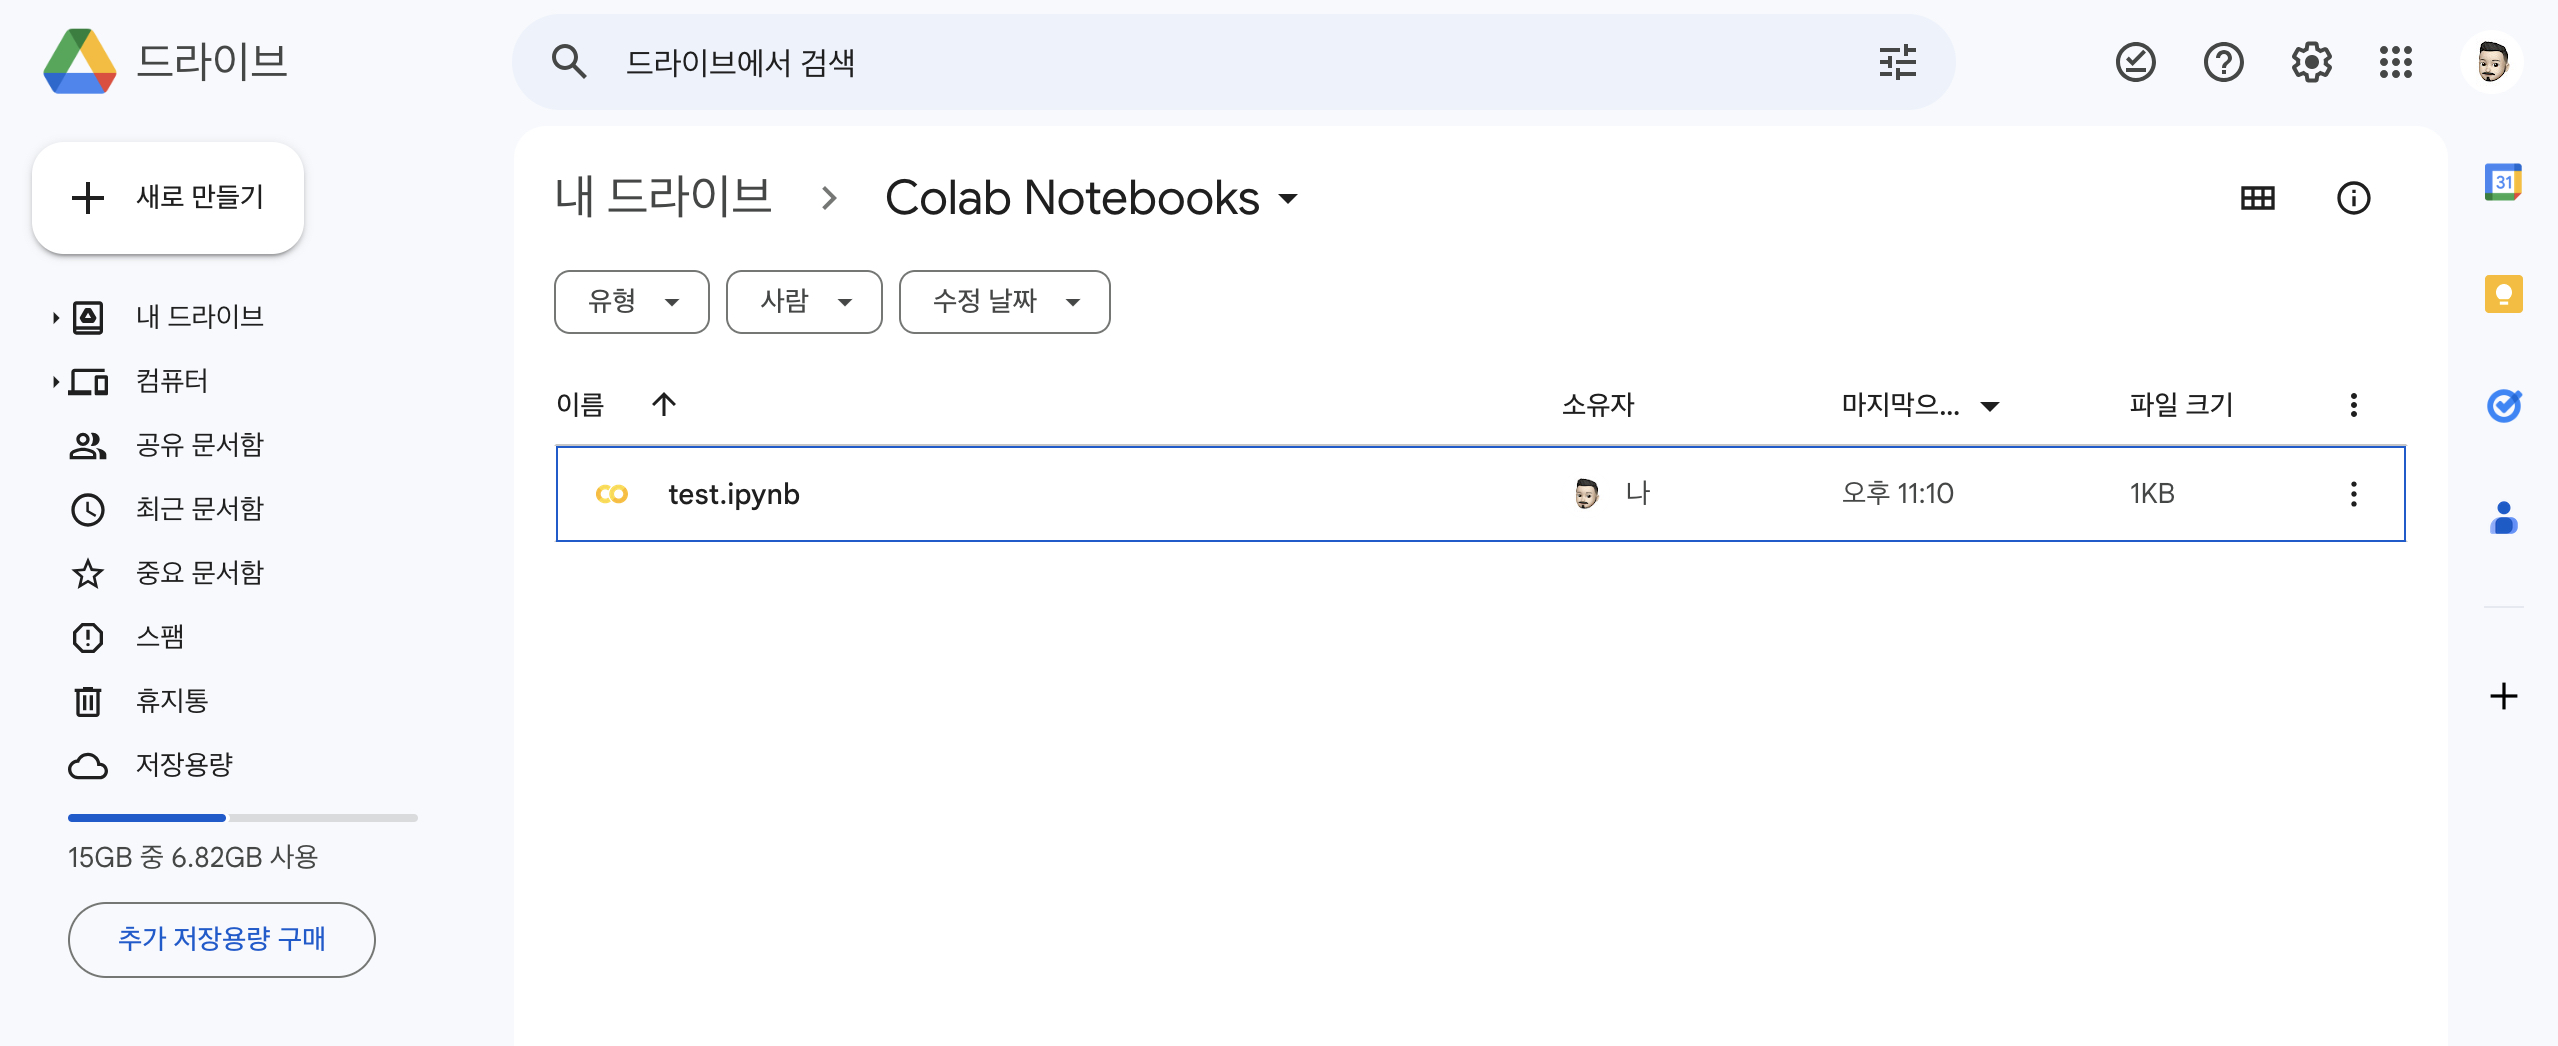 드라이브
드라이브에서 검색
새로 만들기
내 드라이브
컴퓨터
공유 문서함
최근 문서함
중요 문서함
스팸
휴지통
저장용량
15GB 중 6.82GB 사용
추가 저장용량 구매
내 드라이브 > Colab Notebooks
유형 사람 수정 날짜
이름 소유자 마지막으... 파일 크기
test.ipynb 나 오후 11:10 1KB
31